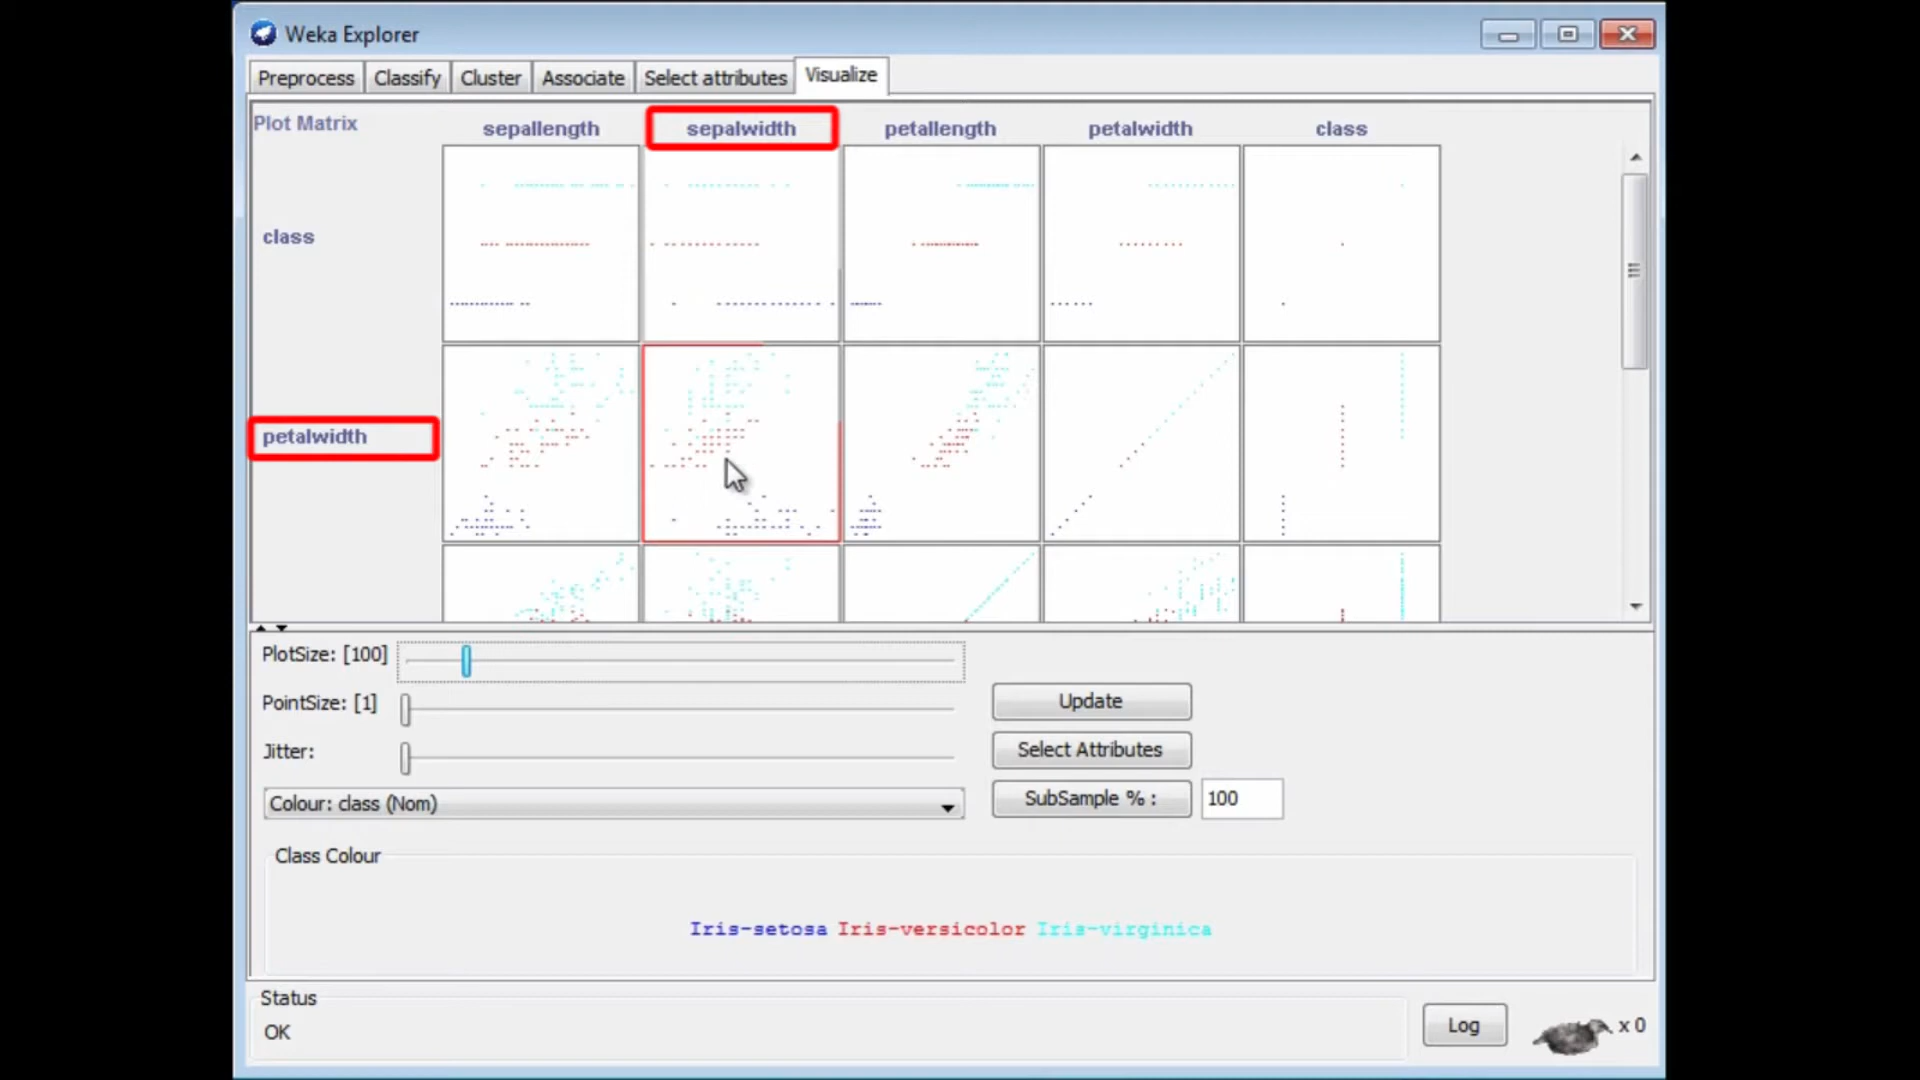 Weka Explorer
Preprocess Classify Cluster Associate Select attributes Visualize
Plot Matrix sepallength sepalwidth petallength petalwidth class
class
petalwidth
PlotSize: [100]
PointSize: [1]
Update
Jitter:
Select Attributes
Colour: class (Nom)
SubSample % : 100
Class Colour
Iris-setosa Iris-versicolor Iris-virginica
Status
OK
Log x 0